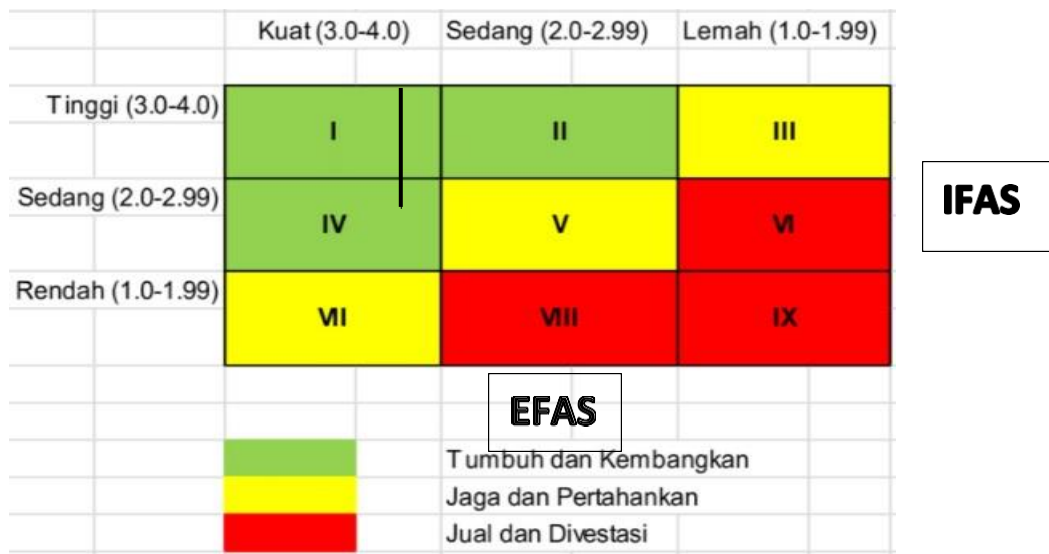 Kuat (3.0-4.0) Sedang (2.0-2.99) Lemah (1.0-1.99)
Tinggi (3.0-4.0)
I II III
Sedang (2.0-2.99)
IFAS
IV V VI
Rendah (1.0-1.99)
VII VIII IX
EFAS
Tumbuh dan Kembangkan
Jaga dan Pertahankan
Jual dan Divestasi